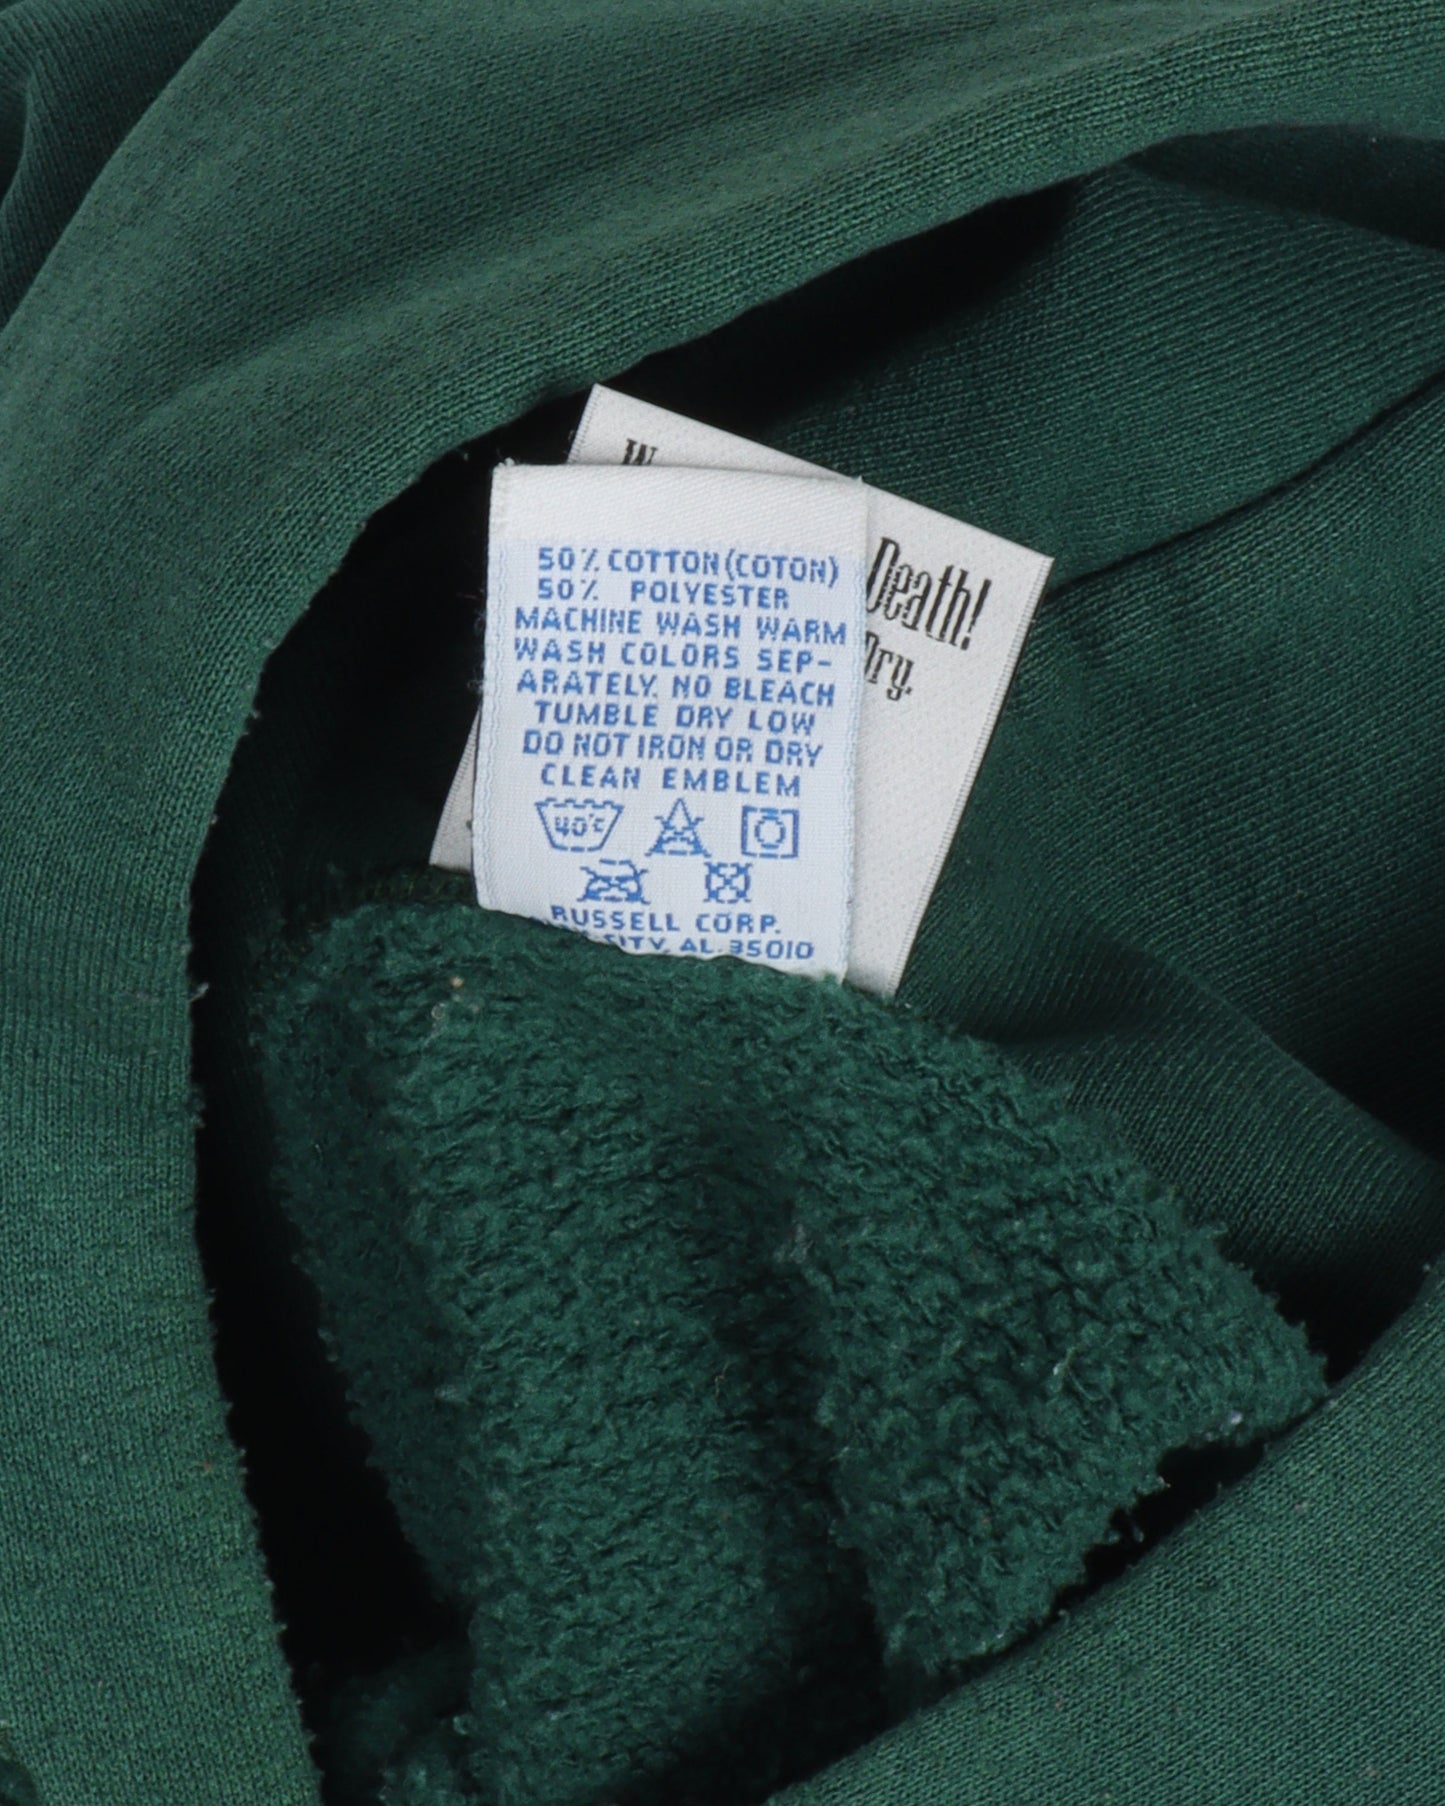 50% COTTON (COTON)
50% POLYESTER
MACHINE WASH WARM
WASH COLORS SEP-
ARATELY. NO BLEACH
TUMBLE DRY LOW
DO NOT IRON OR DRY
CLEAN EMBLEM
40°C
RUSSELL CORP.
CITY, AL. 35010
Death!
Dry.